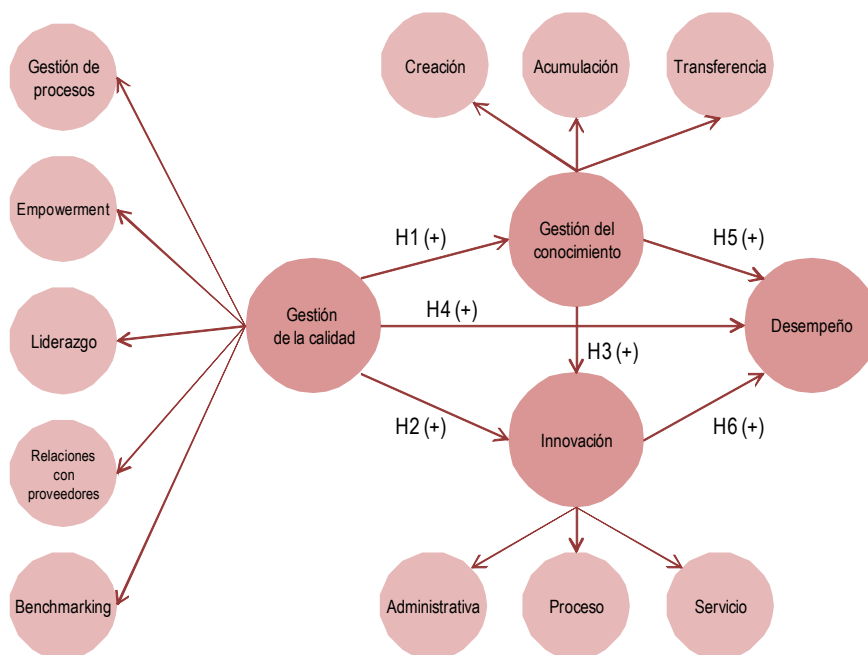 Gestión de
procesos
Creación
Acumulación
Transferencia
Empowerment
H1 (+)
Gestión del
conocimiento
H5 (+)
Gestión
de la calidad
H4 (+)
Desempeño
Liderazgo
H3 (+)
H2 (+)
Innovación
H6 (+)
Relaciones
con
proveedores
Benchmarking
Administrativa
Proceso
Servicio